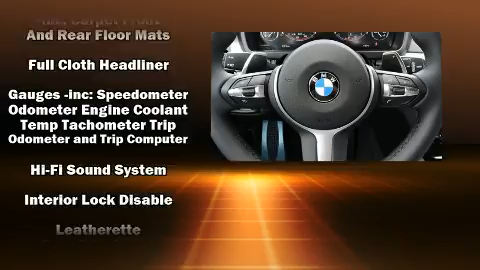 And Rear Floor Mats
Full Cloth Headliner
Gauges -inc: Speedometer
Odometer Engine Coolant
Temp Tachometer Trip
Odometer and Trip Computer
Hi-Fi Sound System
Interior Lock Disable
Leatherette
BMW